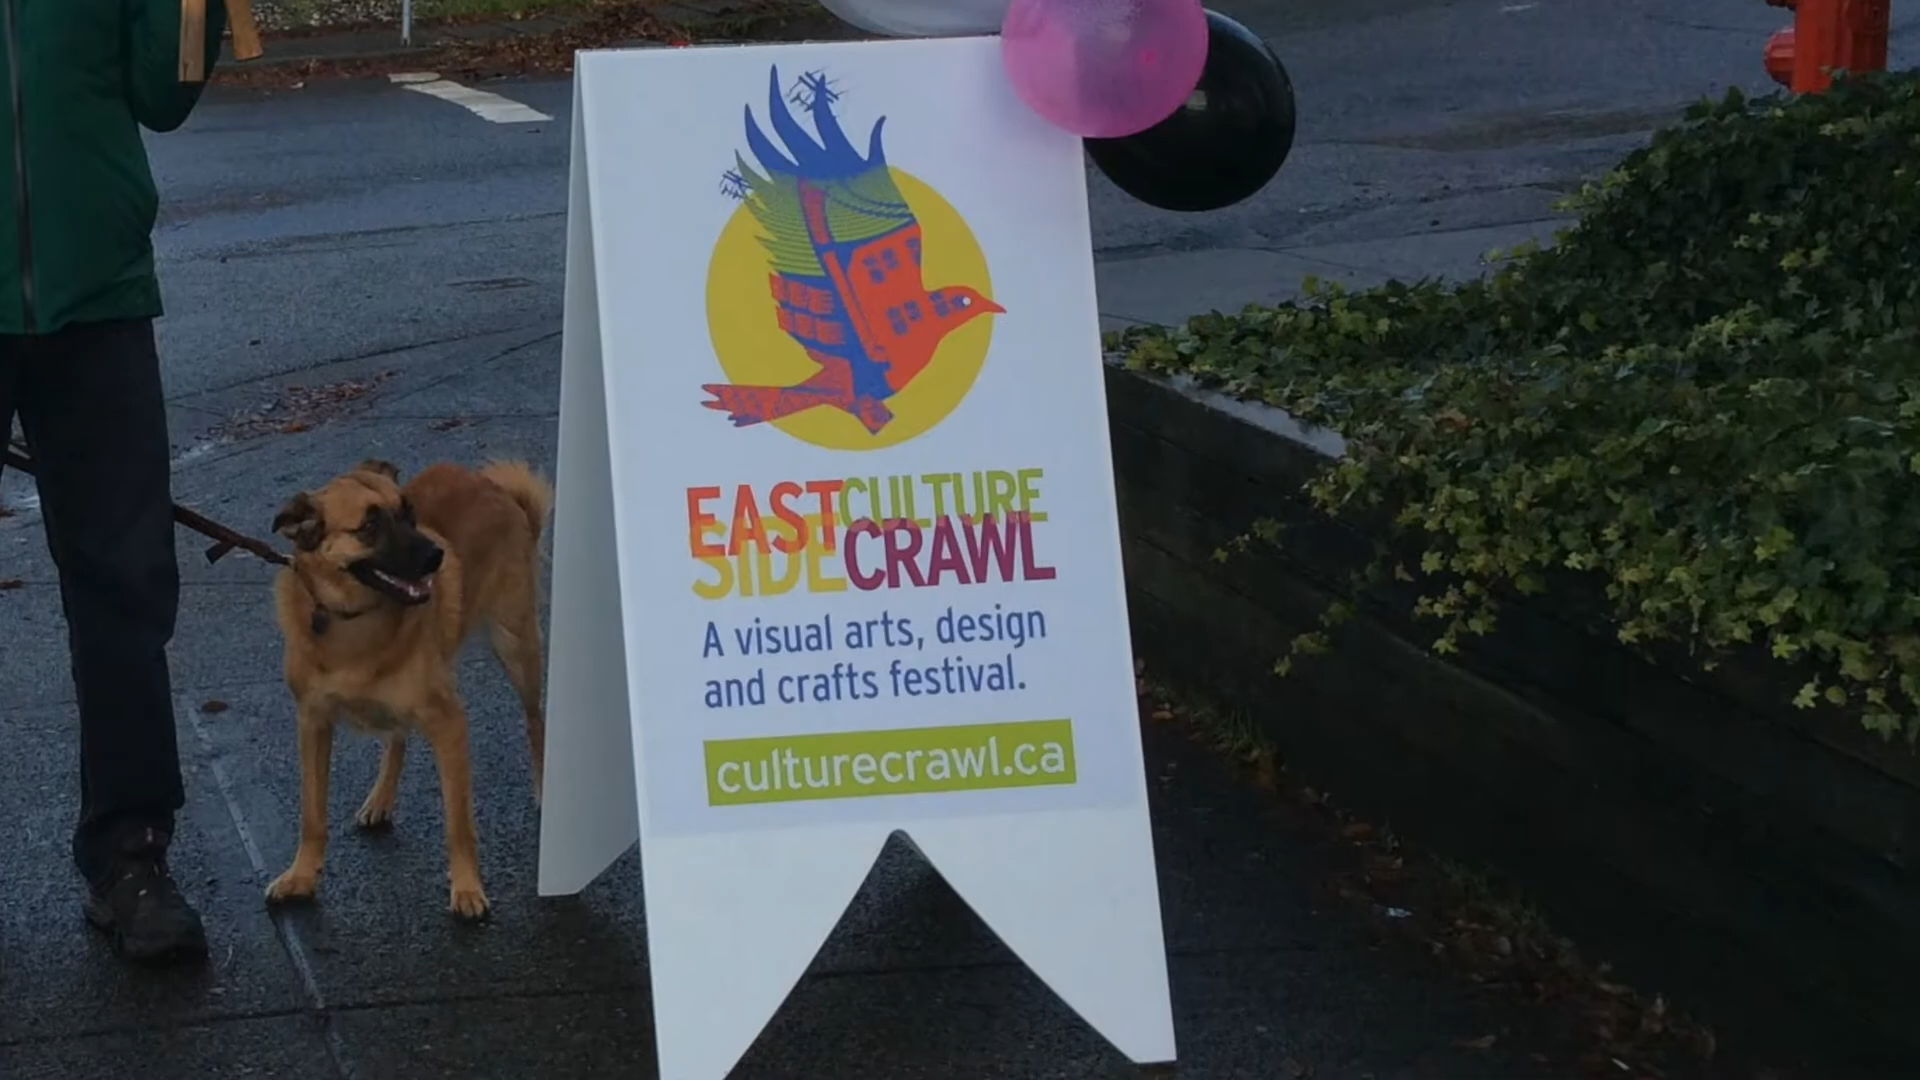 EAST CULTURE
SIDE CRAWL
A visual arts, design
and crafts festival.
culturecrawl.ca